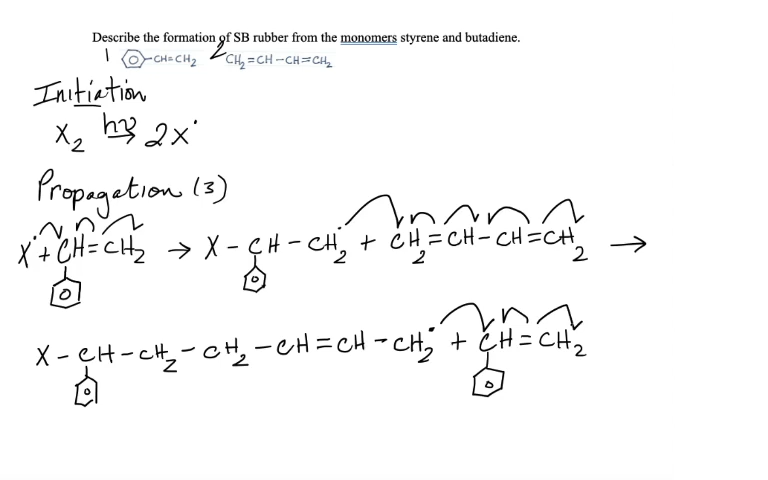 Describe the formation of SB rubber from the monomers styrene and butadiene.
1 -CH=CH₂ 2 CH₂=CH-CH=CH₂
Initiation
X₂ hν → 2X•
Propagation (3)
X• + CH=CH₂ → X-CH-CH₂• + CH₂=CH-CH=CH₂ →
X-CH-CH₂-CH₂-CH=CH-CH₂• + CH=CH₂